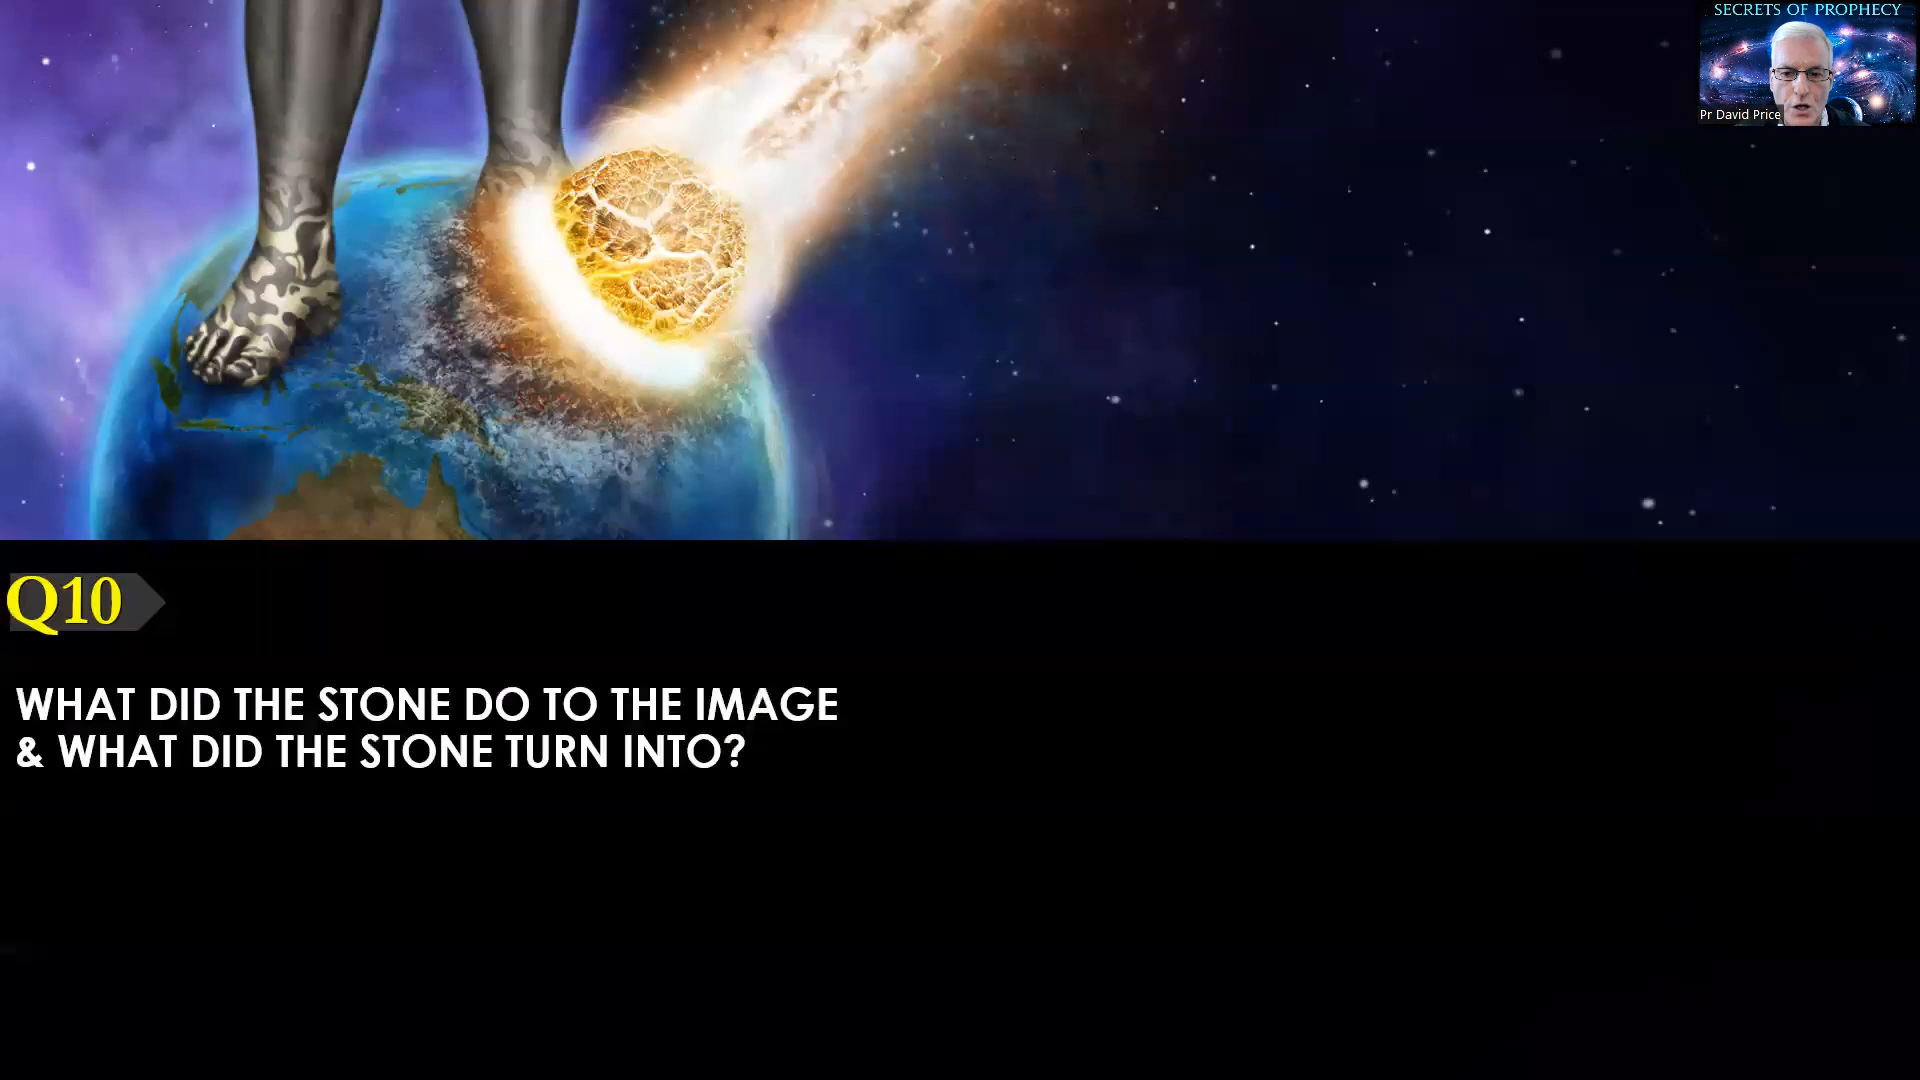 SECRETS OF PROPHECY
Pr David Price
Q10
WHAT DID THE STONE DO TO THE IMAGE
& WHAT DID THE STONE TURN INTO?